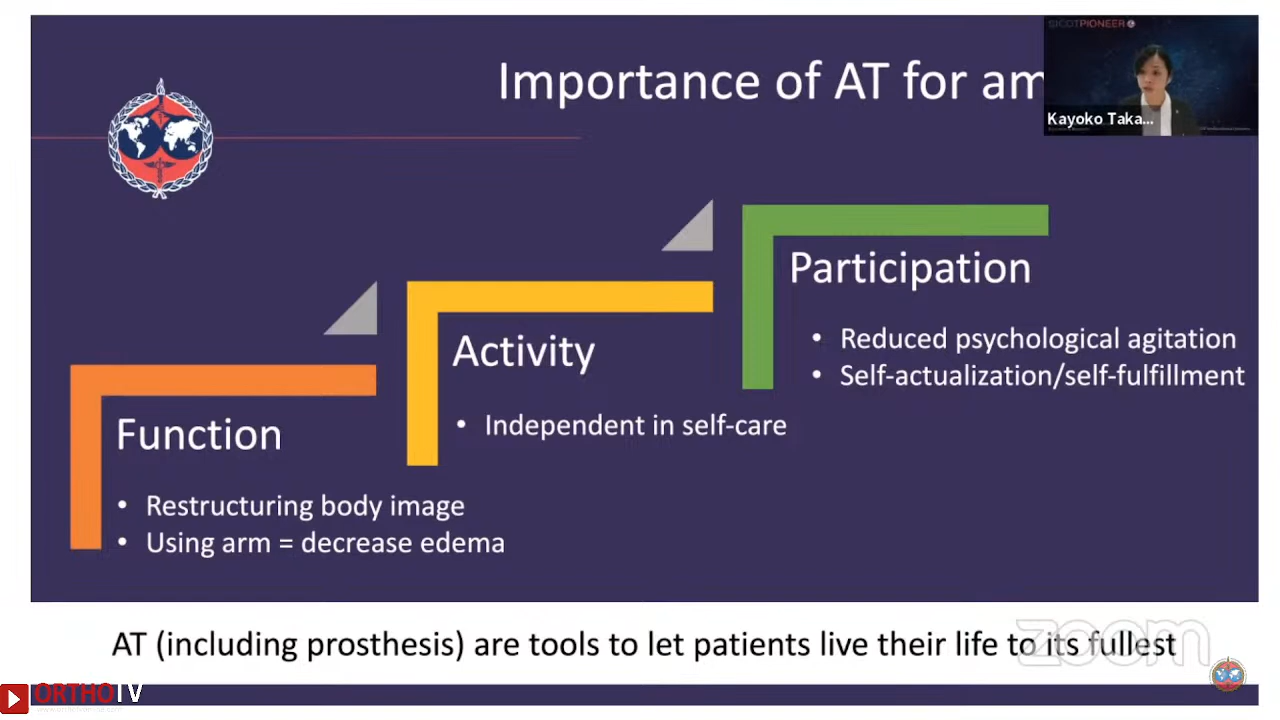 Importance of AT for am
SICOTPIONEER
Kayoko Taka...
Participation
• Reduced psychological agitation
• Self-actualization/self-fulfillment
Activity
• Independent in self-care
Function
• Restructuring body image
• Using arm = decrease edema
AT (including prosthesis) are tools to let patients live their life to its fullest
zoom
ORTHOTV